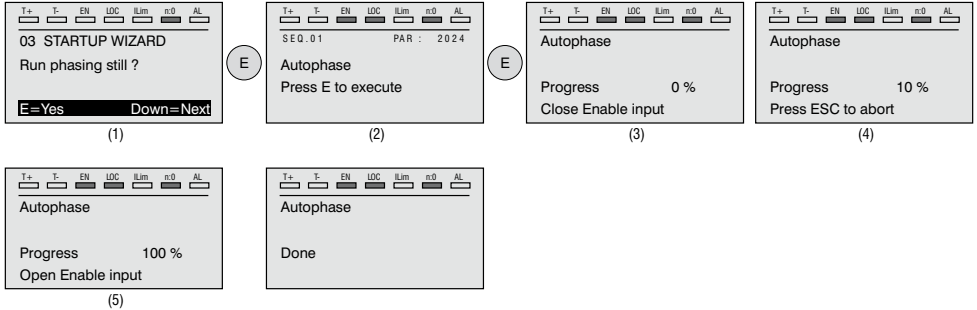 T+ T- EN LOC ILim n:0 AL
03 STARTUP WIZARD
Run phasing still ?
E=Yes Down=Next
(1)
E
T+ T- EN LOC ILim n:0 AL
SEQ.01 PAR : 2024
Autophase
Press E to execute
(2)
E
T+ T- EN LOC ILim n:0 AL
Autophase
Progress 0 %
Close Enable input
(3)
T+ T- EN LOC ILim n:0 AL
Autophase
Progress 10 %
Press ESC to abort
(4)
T+ T- EN LOC ILim n:0 AL
Autophase
Progress 100 %
Open Enable input
(5)
T+ T- EN LOC ILim n:0 AL
Autophase
Done